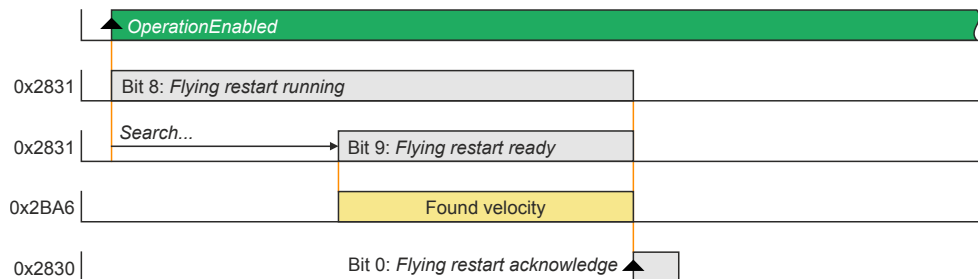 OperationEnabled
0x2831
Bit 8: Flying restart running
Search...
0x2831
Bit 9: Flying restart ready
0x2BA6
Found velocity
0x2830
Bit 0: Flying restart acknowledge